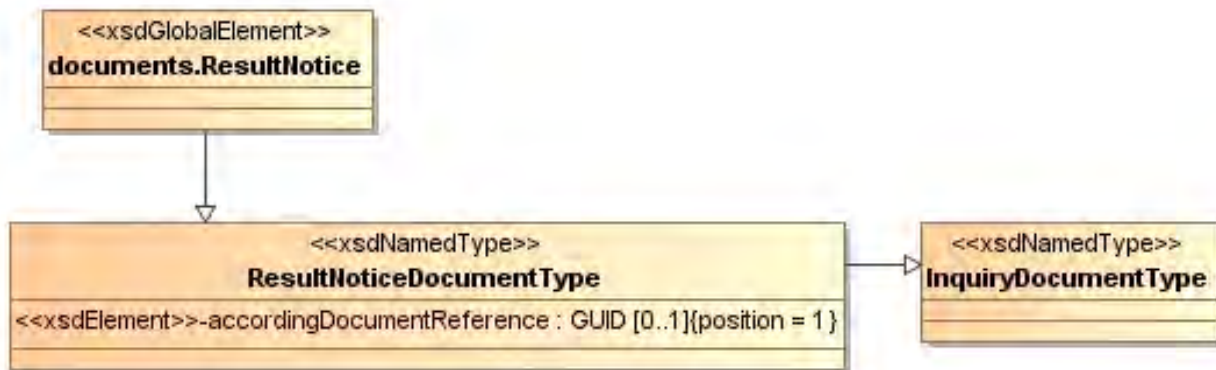 <<xsdGlobalElement>>
documents.ResultNotice
<<xsdNamedType>>
ResultNoticeDocumentType
<<xsdElement>>-accordingDocumentReference : GUID [0..1]{position = 1}
<<xsdNamedType>>
InquiryDocumentType